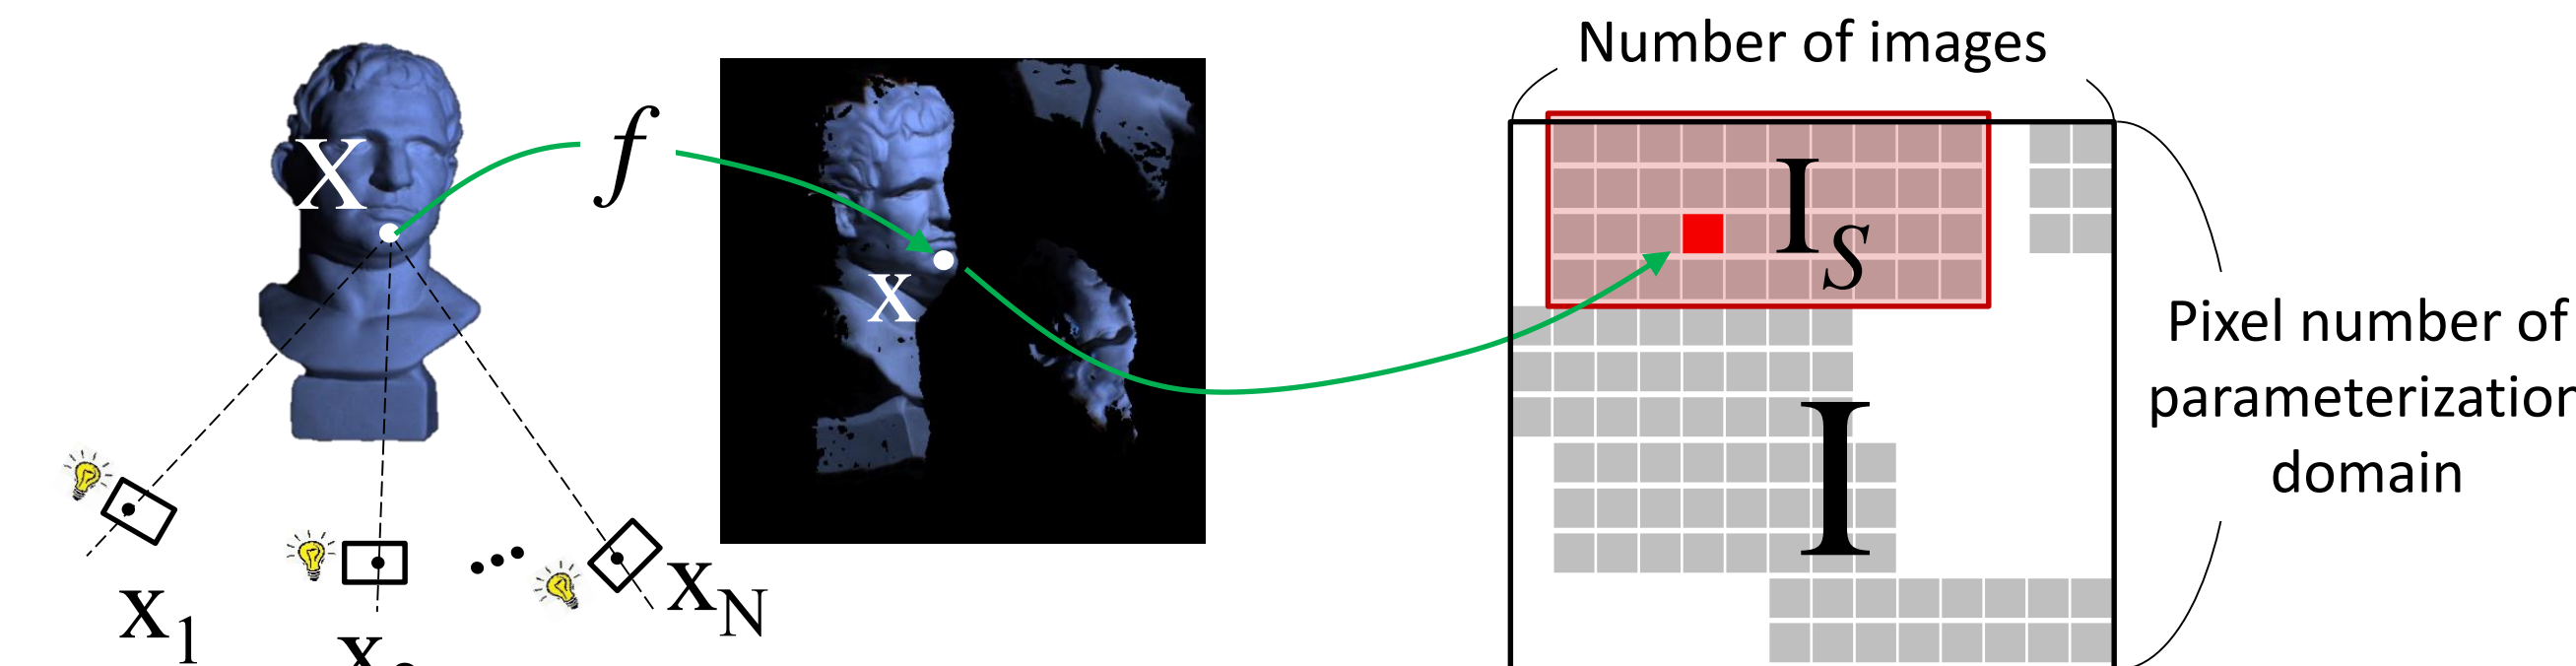 Number of images
X
f
x
I_S
I
Pixel number of
parameterization
domain
x_1
x_N